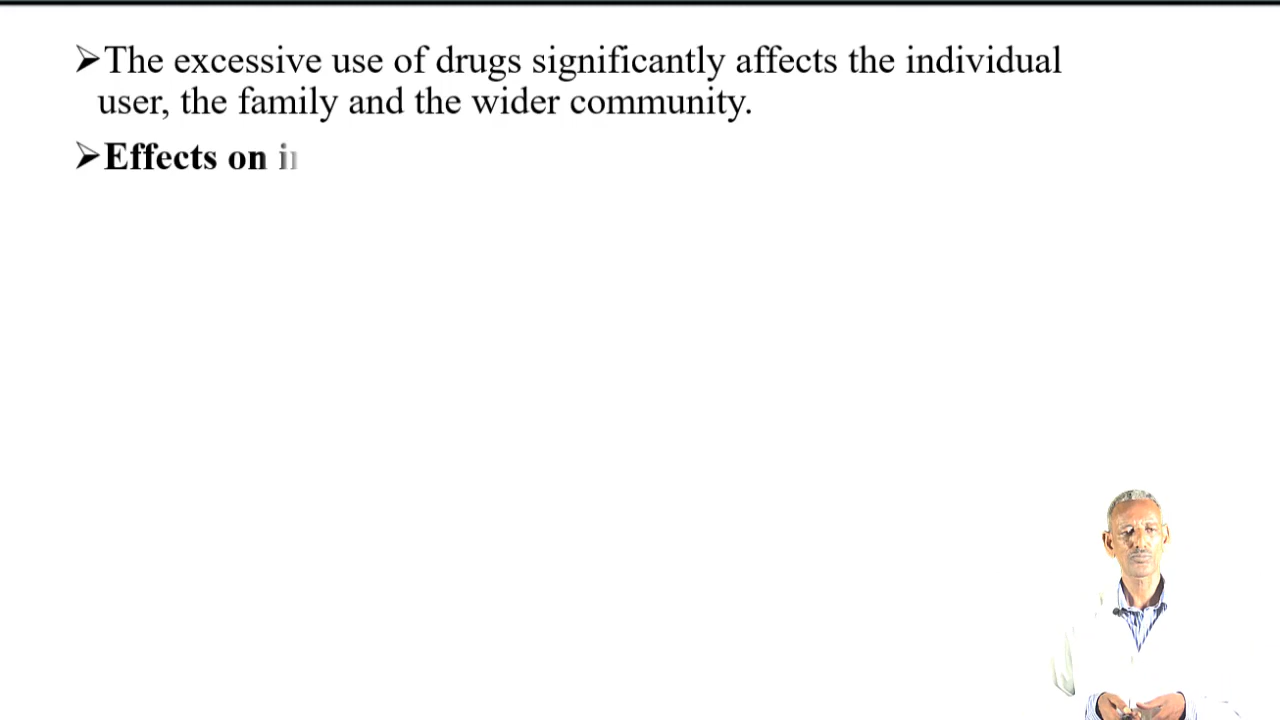 ➢The excessive use of drugs significantly affects the individual
user, the family and the wider community.
➢Effects on